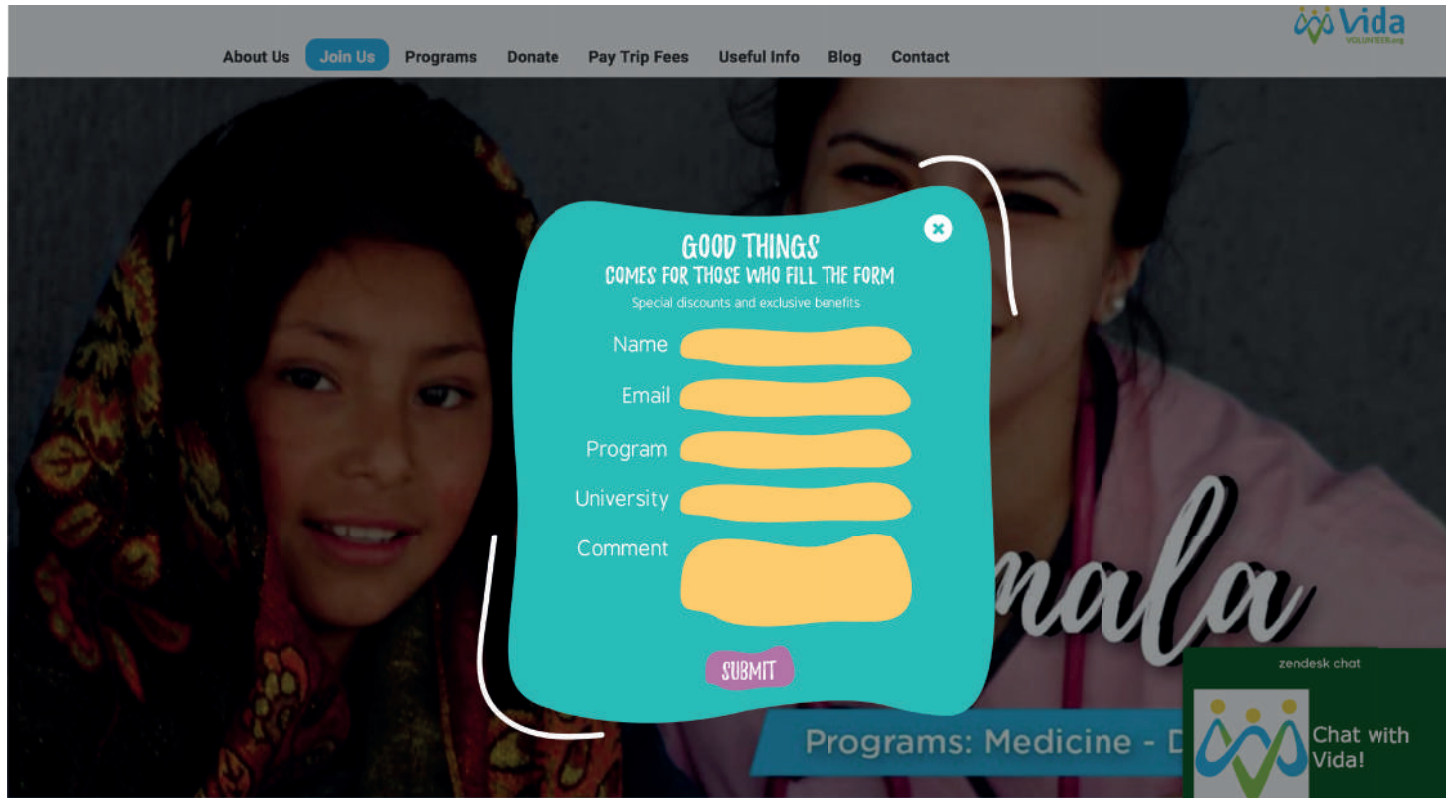 Vida
VOLUNTEER.org
About Us Join Us Programs Donate Pay Trip Fees Useful Info Blog Contact
GOOD THINGS
COMES FOR THOSE WHO FILL THE FORM
Special discounts and exclusive benefits
Name
Email
Program
University
Comment
SUBMIT
mala
Programs: Medicine - D
zendesk chat
Chat with
Vida!